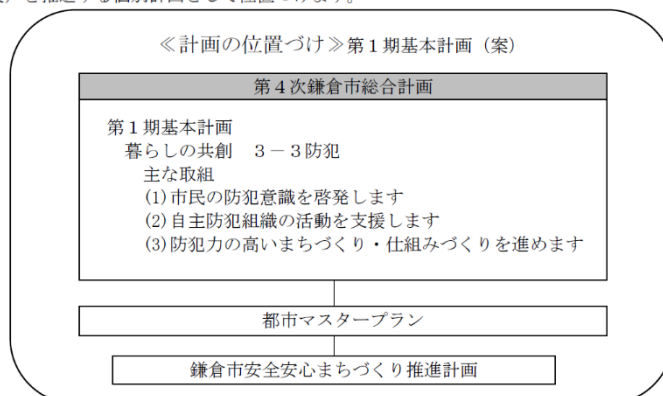 を推進する個別計画として位置づけます。
≪計画の位置づけ≫第１期基本計画（案）
第４次鎌倉市総合計画
第１期基本計画
暮らしの共創　３－３防犯
主な取組
(1)市民の防犯意識を啓発します
(2)自主防犯組織の活動を支援します
(3)防犯力の高いまちづくり・仕組みづくりを進めます
都市マスタープラン
鎌倉市安全安心まちづくり推進計画